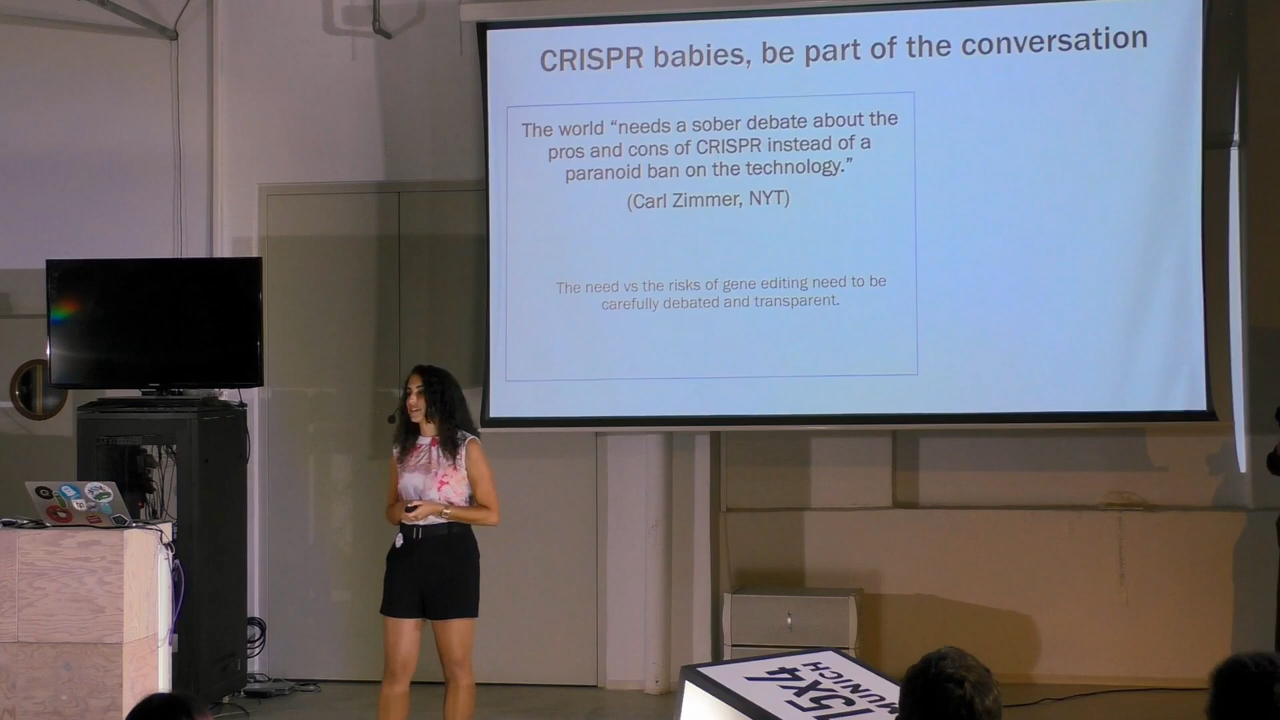 CRISPR babies, be part of the conversation
The world “needs a sober debate about the
pros and cons of CRISPR instead of a
paranoid ban on the technology.”
(Carl Zimmer, NYT)
The need vs the risks of gene editing need to be
carefully debated and transparent.
15X4
MUNICH